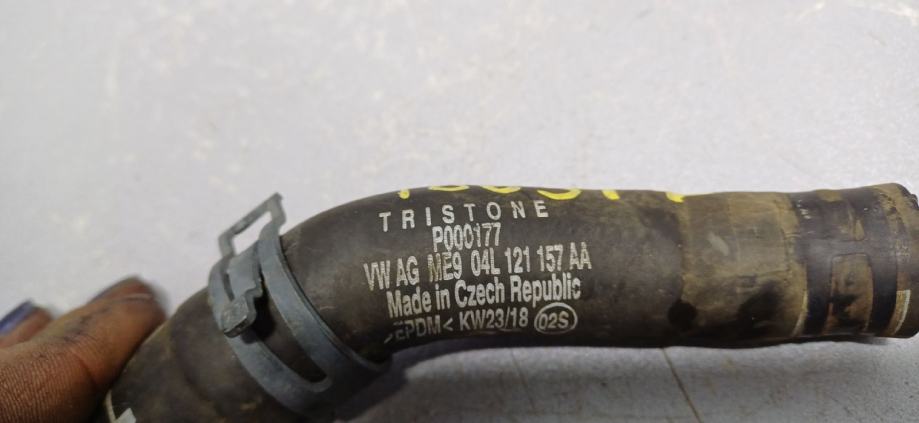 TRISTONE
P000177
VW AG ME9 04L 121 157 AA
Made in Czech Republic
>EPDM< KW23/18 02S